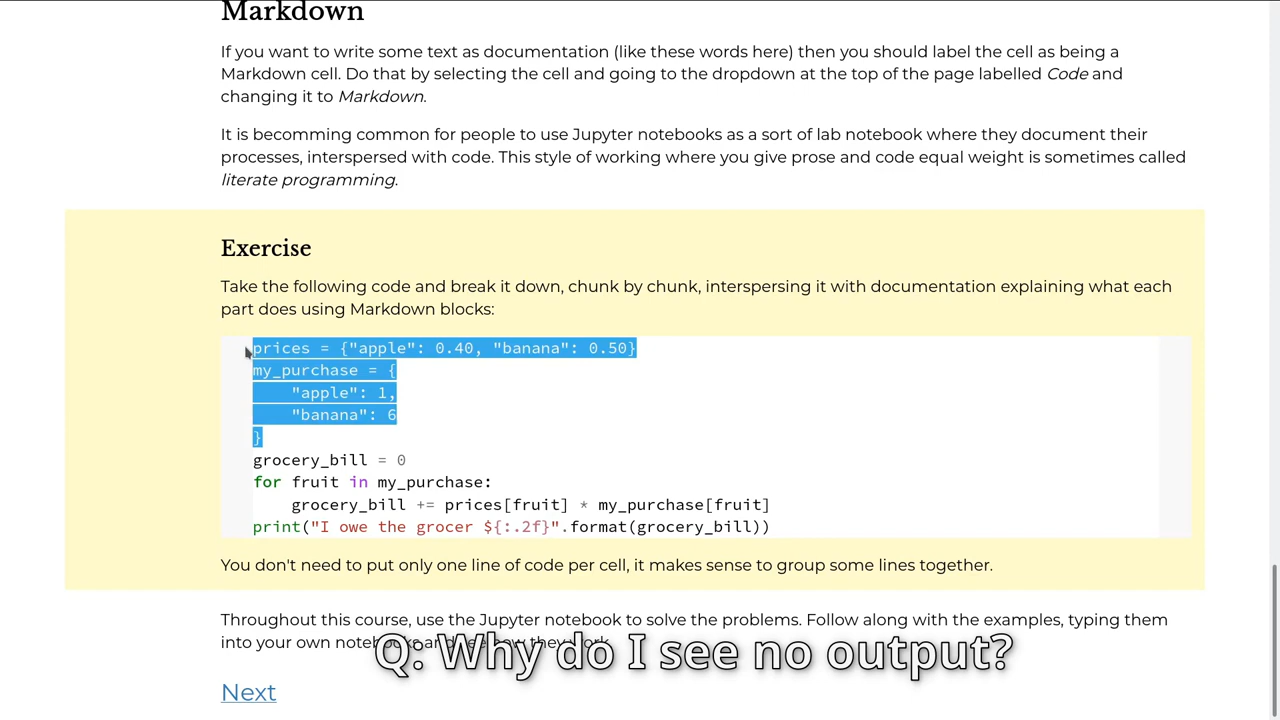 Markdown
If you want to write some text as documentation (like these words here) then you should label the cell as being a
Markdown cell. Do that by selecting the cell and going to the dropdown at the top of the page labelled Code and
changing it to Markdown.
It is becomming common for people to use Jupyter notebooks as a sort of lab notebook where they document their
processes, interspersed with code. This style of working where you give prose and code equal weight is sometimes called
literate programming.
Exercise
Take the following code and break it down, chunk by chunk, interspersing it with documentation explaining what each
part does using Markdown blocks:
prices = {"apple": 0.40, "banana": 0.50}
my_purchase = {
    "apple": 1,
    "banana": 6
}
grocery_bill = 0
for fruit in my_purchase:
    grocery_bill += prices[fruit] * my_purchase[fruit]
print("I owe the grocer ${:.2f}".format(grocery_bill))
You don't need to put only one line of code per cell, it makes sense to group some lines together.
Throughout this course, use the Jupyter notebook to solve the problems. Follow along with the examples, typing them
into your own notebooks and see how they work.
Q: Why do I see no output?
Next